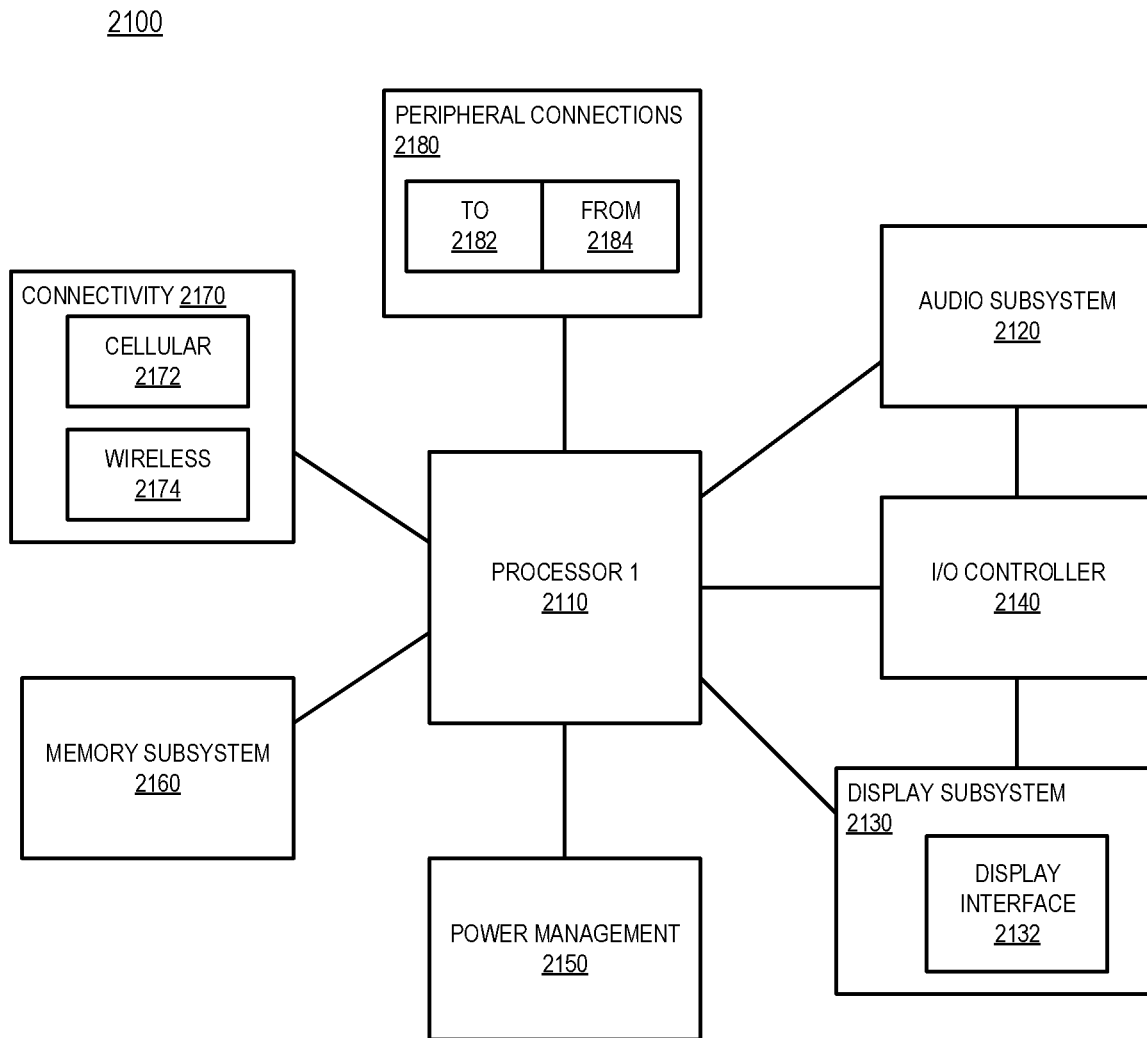 2100
PERIPHERAL CONNECTIONS
2180
TO
2182
FROM
2184
AUDIO SUBSYSTEM
2120
CONNECTIVITY 2170
CELLULAR
2172
WIRELESS
2174
PROCESSOR 1
2110
I/O CONTROLLER
2140
MEMORY SUBSYSTEM
2160
DISPLAY SUBSYSTEM
2130
DISPLAY
INTERFACE
2132
POWER MANAGEMENT
2150